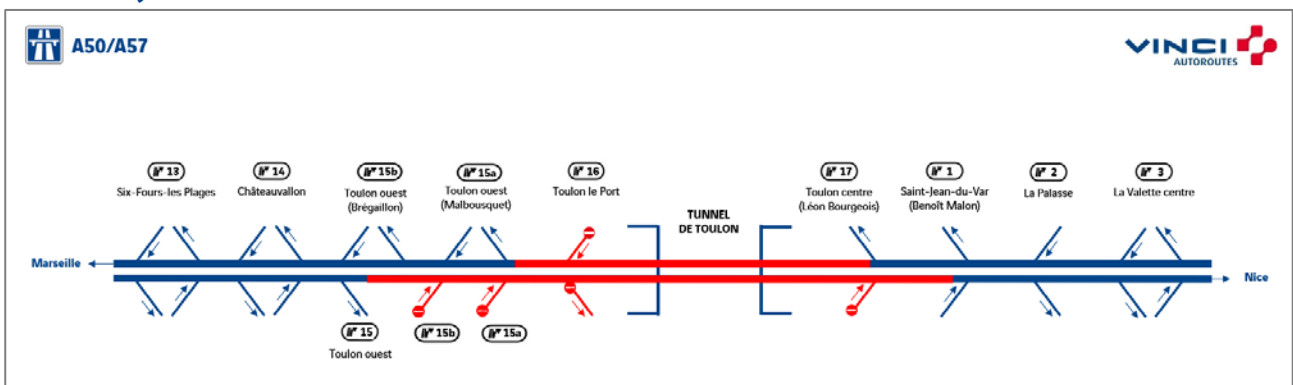 A50/A57
VINCI
AUTOROUTES
N° 13
N° 14
N° 15b
N° 15a
N° 16
N° 17
N° 1
N° 2
N° 3
Six-Fours-les Plages
Châteauvallon
Toulon ouest
(Brégaillon)
Toulon ouest
(Malbousquet)
Toulon le Port
TUNNEL
DE TOULON
Toulon centre
(Léon Bourgeois)
Saint-Jean-du-Var
(Benoît Malon)
La Palasse
La Valette centre
Marseille
Nice
N° 15
N° 15b
N° 15a
Toulon ouest